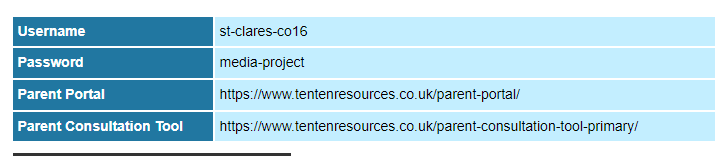 Username st-clares-co16
Password media-project
Parent Portal https://www.tentenresources.co.uk/parent-portal/
Parent Consultation Tool https://www.tentenresources.co.uk/parent-consultation-tool-primary/